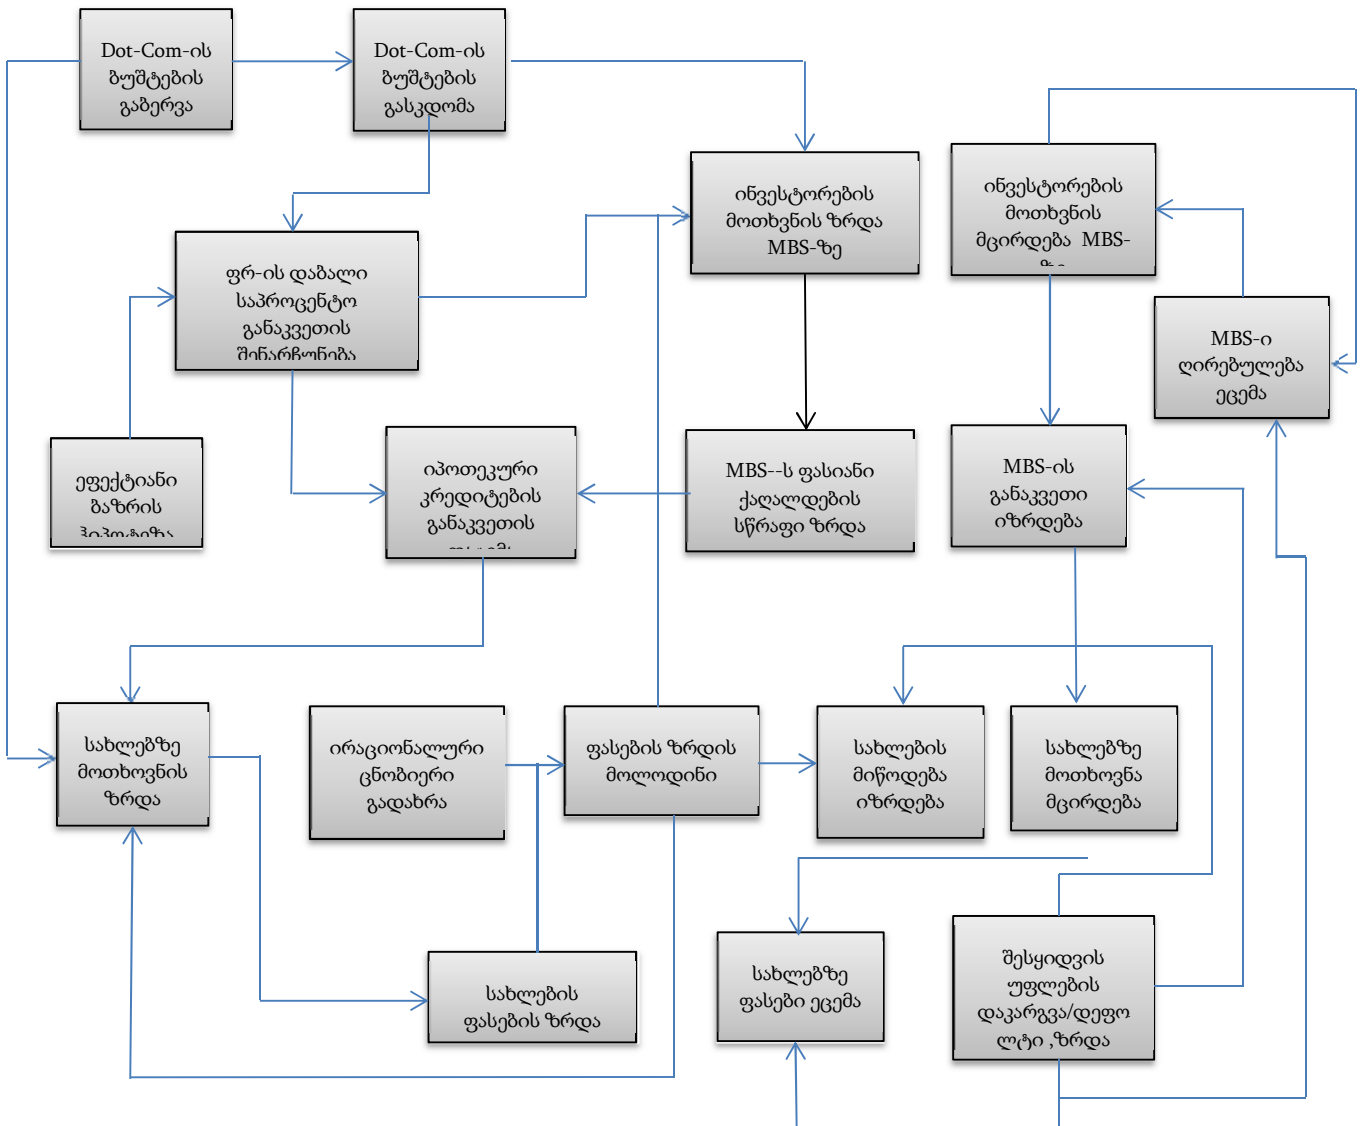 Dot-Com-ის
ბუშტების
გაბერვა
Dot-Com-ის
ბუშტების
გასკდომა
ინვესტორების
მოთხვნის ზრდა
MBS-ზე
ინვესტორების
მოთხვნის
მცირდება MBS-
ფრ-ის დაბალი
საპროცენტო
განაკვეთის
შენარჩუნება
MBS-ი
ღირებულება
ეცემა
ეფექტიანი
ბაზრის
ჰიპოტეზა
იპოთეკური
კრედიტების
განაკვეთის
MBS--ს ფასიანი
ქაღალდების
სწრაფი ზრდა
MBS-ის
განაკვეთი
იზრდება
სახლებზე
მოთხოვნის
ზრდა
ირაციონალური
ცნობიერი
გადახრა
ფასების ზრდის
მოლოდინი
სახლების
მიწოდება
იზრდება
სახლებზე
მოთხოვნა
მცირდება
სახლების
ფასების ზრდა
სახლებზე
ფასები ეცემა
შესყიდვის
უფლების
დაკარგვა/დეფო
ლტი ,ზრდა